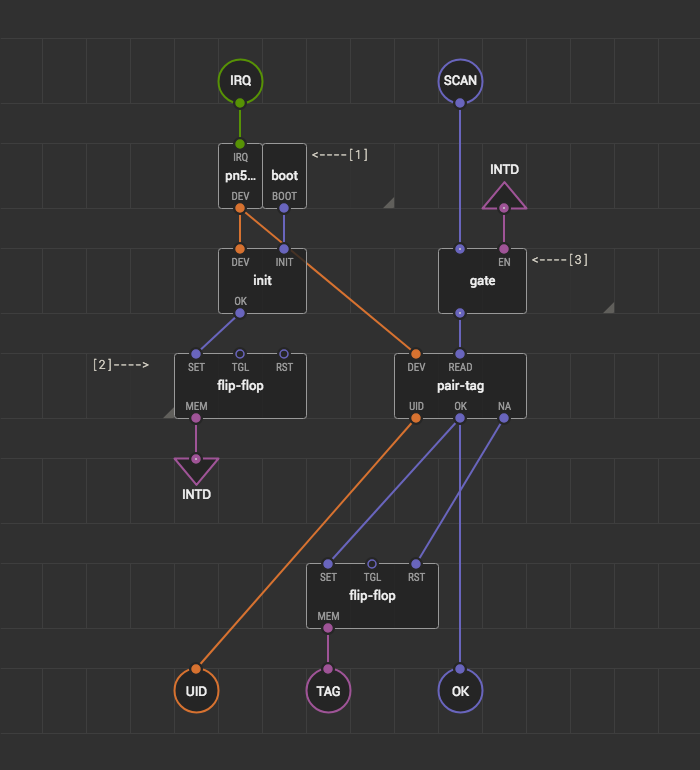 IRQ SCAN
IRQ
<----[1]
pn5... boot
INTD
DEV BOOT
DEV INIT
EN
<----[3]
init
gate
OK
[2]---->
SET TGL RST
DEV READ
flip-flop
pair-tag
MEM
UID OK NA
INTD
SET TGL RST
flip-flop
MEM
UID TAG OK